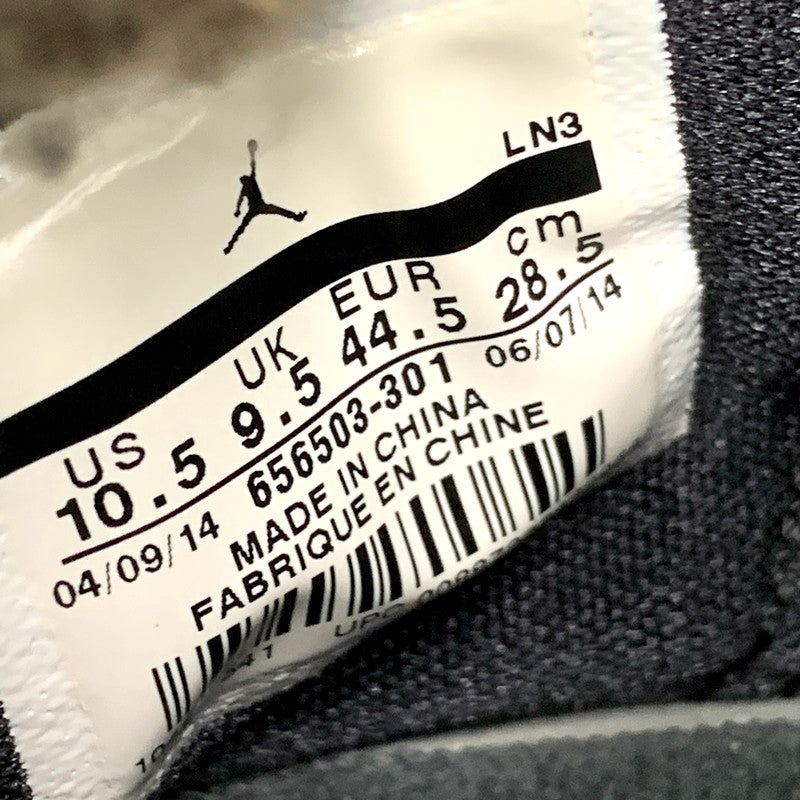 LN3
US UK EUR cm
10.5 9.5 44.5 28.5
04/09/14 656503-301 06/07/14
MADE IN CHINA
FABRIQUE EN CHINE